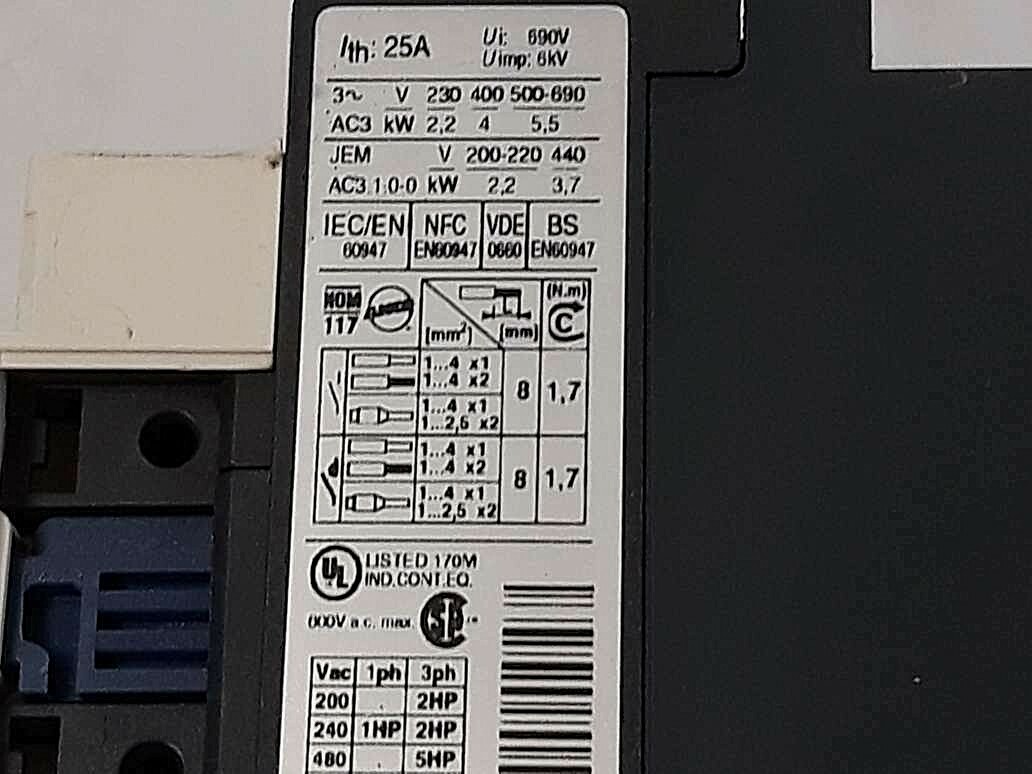 Ith: 25A Ui: 690V
Uimp: 6kV
3~ V 230 400 500-690
AC3 kW 2,2 4 5,5
JEM V 200-220 440
AC3.1.0-0 kW 2,2 3,7
IEC/EN NFC VDE BS
60947 EN60947 0660 EN60947
NOM
117
(mm²) (mm) (N.m)
C
1...4 x1
1...4 x2
8 1,7
1...4 x1
1...2,5 x2
1...4 x1
1...4 x2
8 1,7
1...4 x1
1...2,5 x2
UL LISTED 170M
IND.CONT.EQ.
600V a.c. max. SP
Vac 1ph 3ph
200 . 2HP
240 1HP 2HP
480 . 5HP